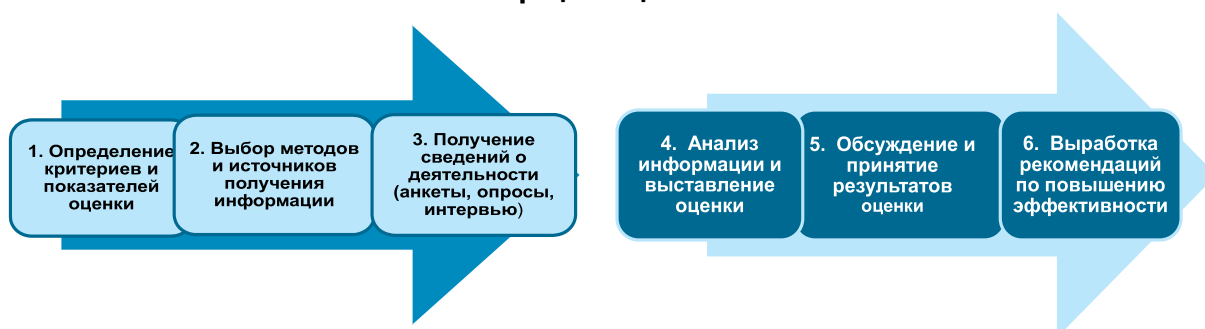 1. Определение
критериев и
показателей
оценки
2. Выбор методов
и источников
получения
информации
3. Получение
сведений о
деятельности
(анкеты, опросы,
интервью)
4. Анализ
информации и
выставление
оценки
5. Обсуждение и
принятие
результатов
оценки
6. Выработка
рекомендаций
по повышению
эффективности